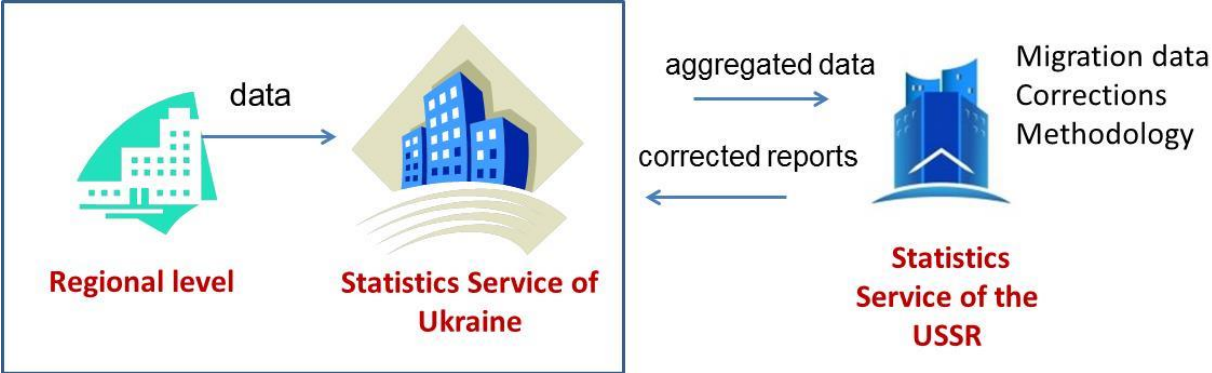 data
Regional level
Statistics Service of
Ukraine
aggregated data
corrected reports
Migration data
Corrections
Methodology
Statistics
Service of the
USSR